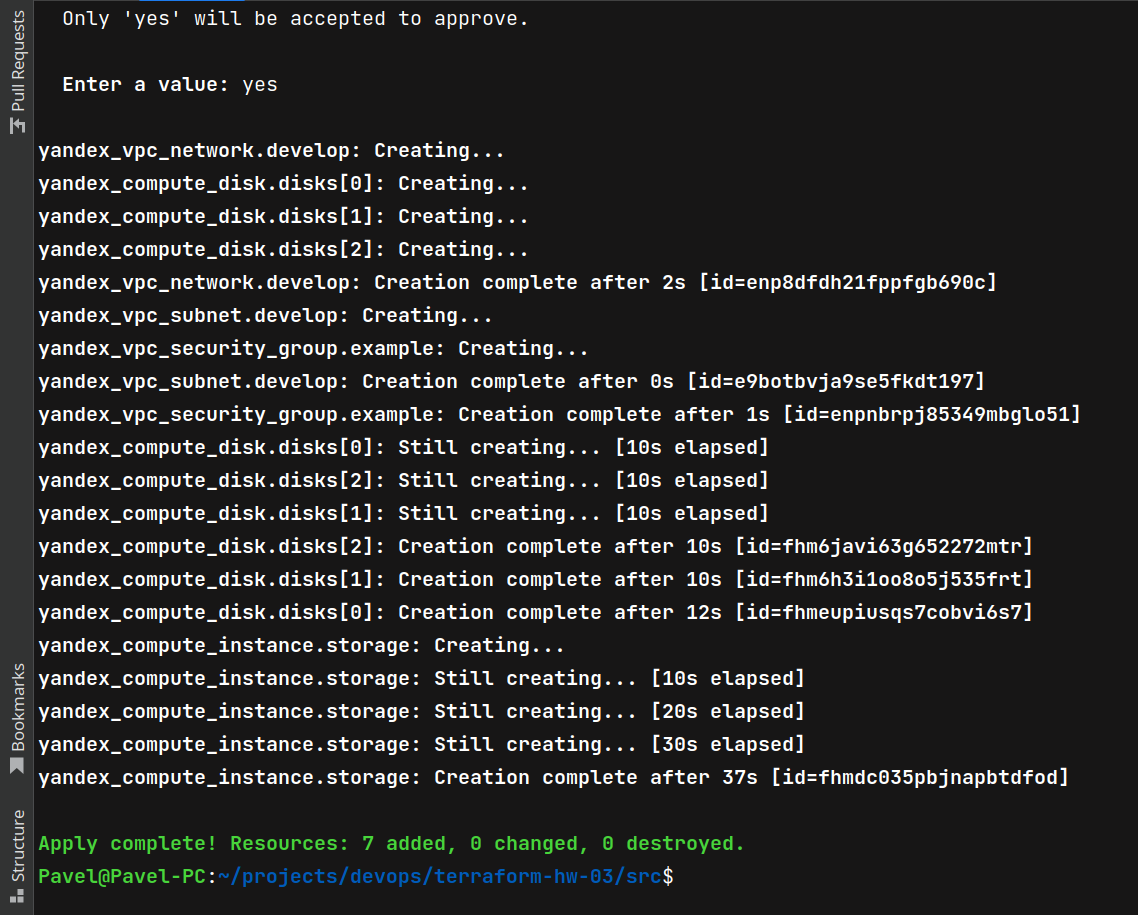 Pull Requests
Bookmarks
Structure
Only 'yes' will be accepted to approve.
Enter a value: yes
yandex_vpc_network.develop: Creating...
yandex_compute_disk.disks[0]: Creating...
yandex_compute_disk.disks[1]: Creating...
yandex_compute_disk.disks[2]: Creating...
yandex_vpc_network.develop: Creation complete after 2s [id=enp8dfdh21fppfgb690c]
yandex_vpc_subnet.develop: Creating...
yandex_vpc_security_group.example: Creating...
yandex_vpc_subnet.develop: Creation complete after 0s [id=e9botbvja9se5fkdt197]
yandex_vpc_security_group.example: Creation complete after 1s [id=enpnbrpj85349mbglo51]
yandex_compute_disk.disks[0]: Still creating... [10s elapsed]
yandex_compute_disk.disks[2]: Still creating... [10s elapsed]
yandex_compute_disk.disks[1]: Still creating... [10s elapsed]
yandex_compute_disk.disks[2]: Creation complete after 10s [id=fhm6javi63g652272mtr]
yandex_compute_disk.disks[1]: Creation complete after 10s [id=fhm6h3i1oo8o5j535frt]
yandex_compute_disk.disks[0]: Creation complete after 12s [id=fhmeupiusqs7cobvi6s7]
yandex_compute_instance.storage: Creating...
yandex_compute_instance.storage: Still creating... [10s elapsed]
yandex_compute_instance.storage: Still creating... [20s elapsed]
yandex_compute_instance.storage: Still creating... [30s elapsed]
yandex_compute_instance.storage: Creation complete after 37s [id=fhmdc035pbjnapbtdfod]
Apply complete! Resources: 7 added, 0 changed, 0 destroyed.
Pavel@Pavel-PC:~/projects/devops/terraform-hw-03/src$